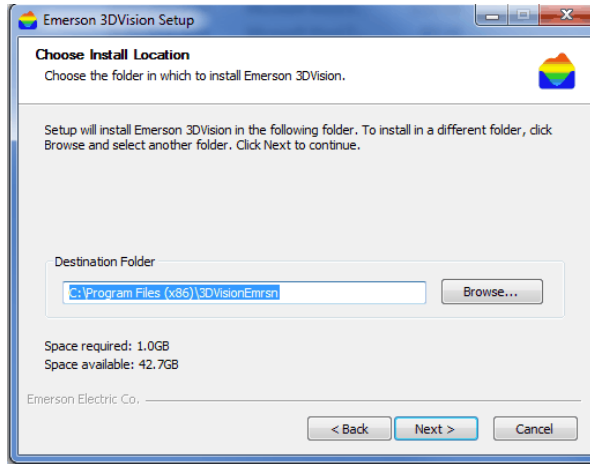 Emerson 3DVision Setup
Choose Install Location
Choose the folder in which to install Emerson 3DVision.
Setup will install Emerson 3DVision in the following folder. To install in a different folder, click
Browse and select another folder. Click Next to continue.
Destination Folder
C:\Program Files (x86)\3DVisionEmrsn
Browse...
Space required: 1.0GB
Space available: 42.7GB
Emerson Electric Co.
< Back
Next >
Cancel